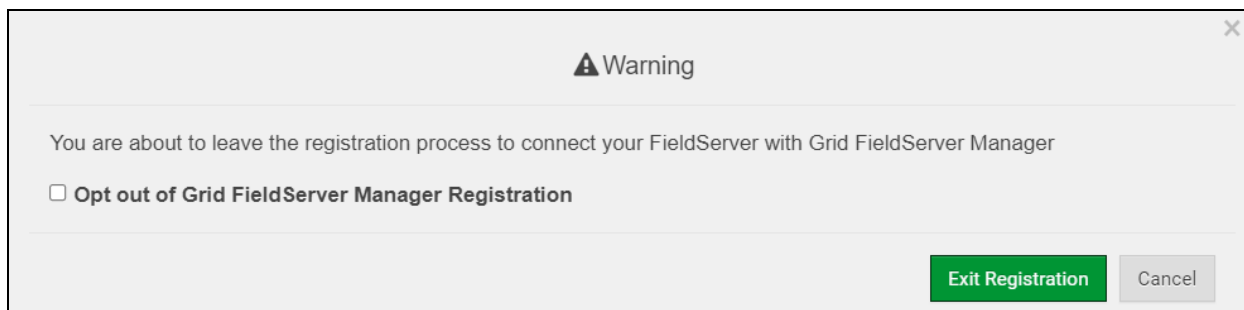 Warning
You are about to leave the registration process to connect your FieldServer with Grid FieldServer Manager
Opt out of Grid FieldServer Manager Registration
Exit Registration
Cancel